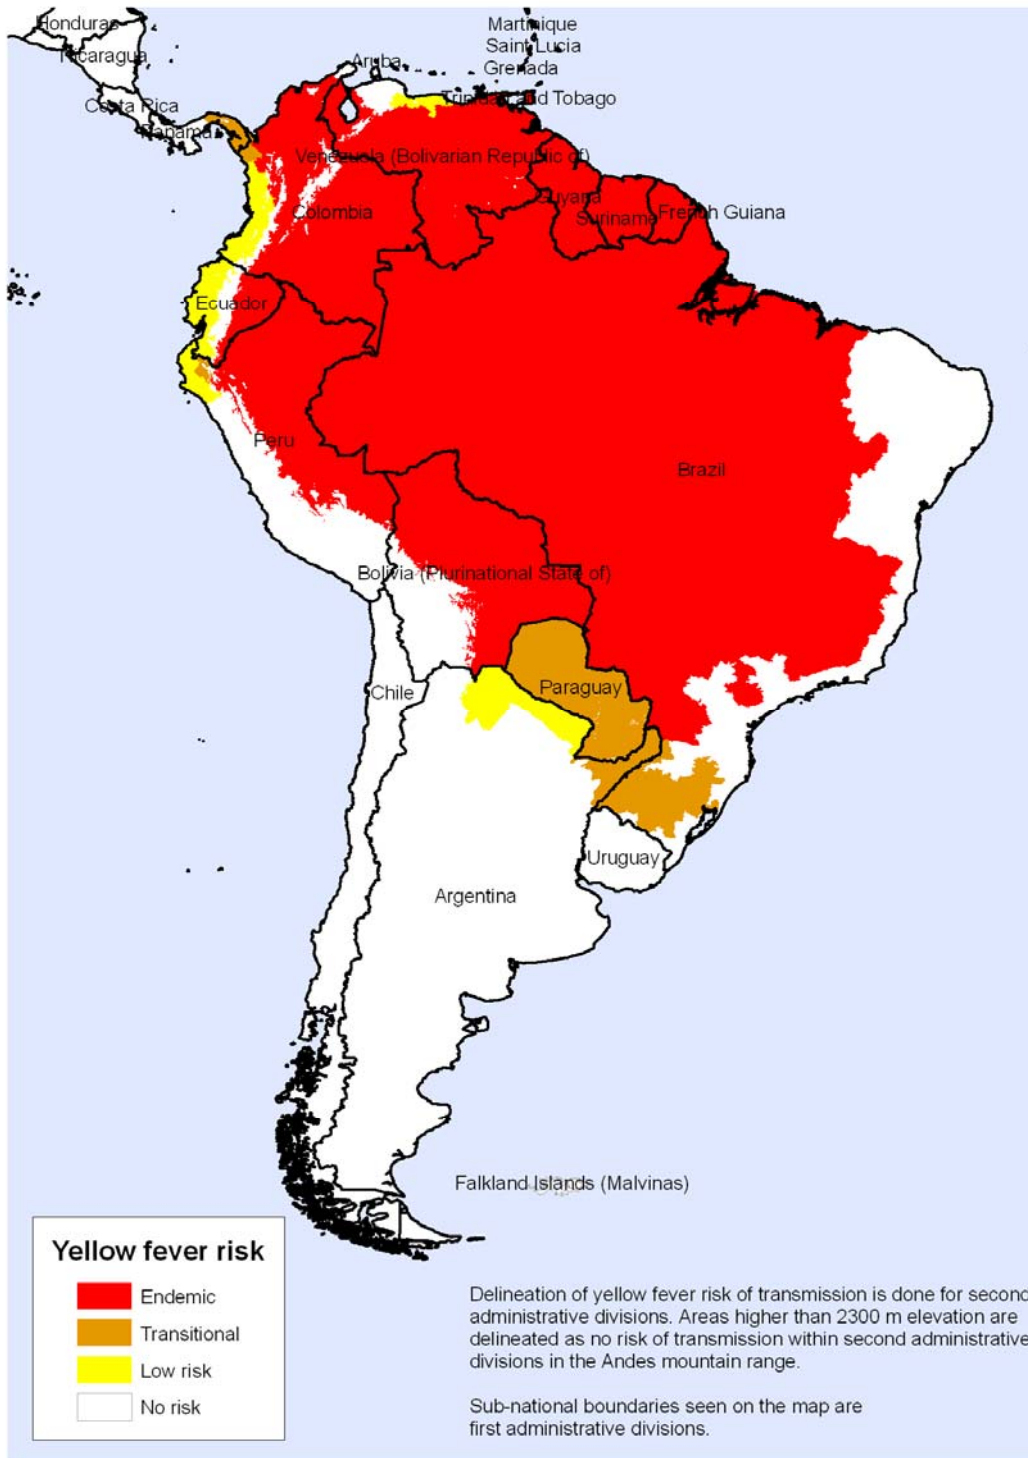 Honduras
Martinique
Nicaragua
Saint Lucia
Aruba
Grenada
Costa Rica
Trinidad and Tobago
Panama
Venezuela (Bolivarian Republic of)
Guyana
Colombia
Suriname
French Guiana
Ecuador
Peru
Brazil
Bolivia (Plurinational State of)
Chile
Paraguay
Uruguay
Argentina
Falkland Islands (Malvinas)
Yellow fever risk
Endemic
Transitional
Low risk
No risk
Delineation of yellow fever risk of transmission is done for second
administrative divisions. Areas higher than 2300 m elevation are
delineated as no risk of transmission within second administrative
divisions in the Andes mountain range.
Sub-national boundaries seen on the map are
first administrative divisions.